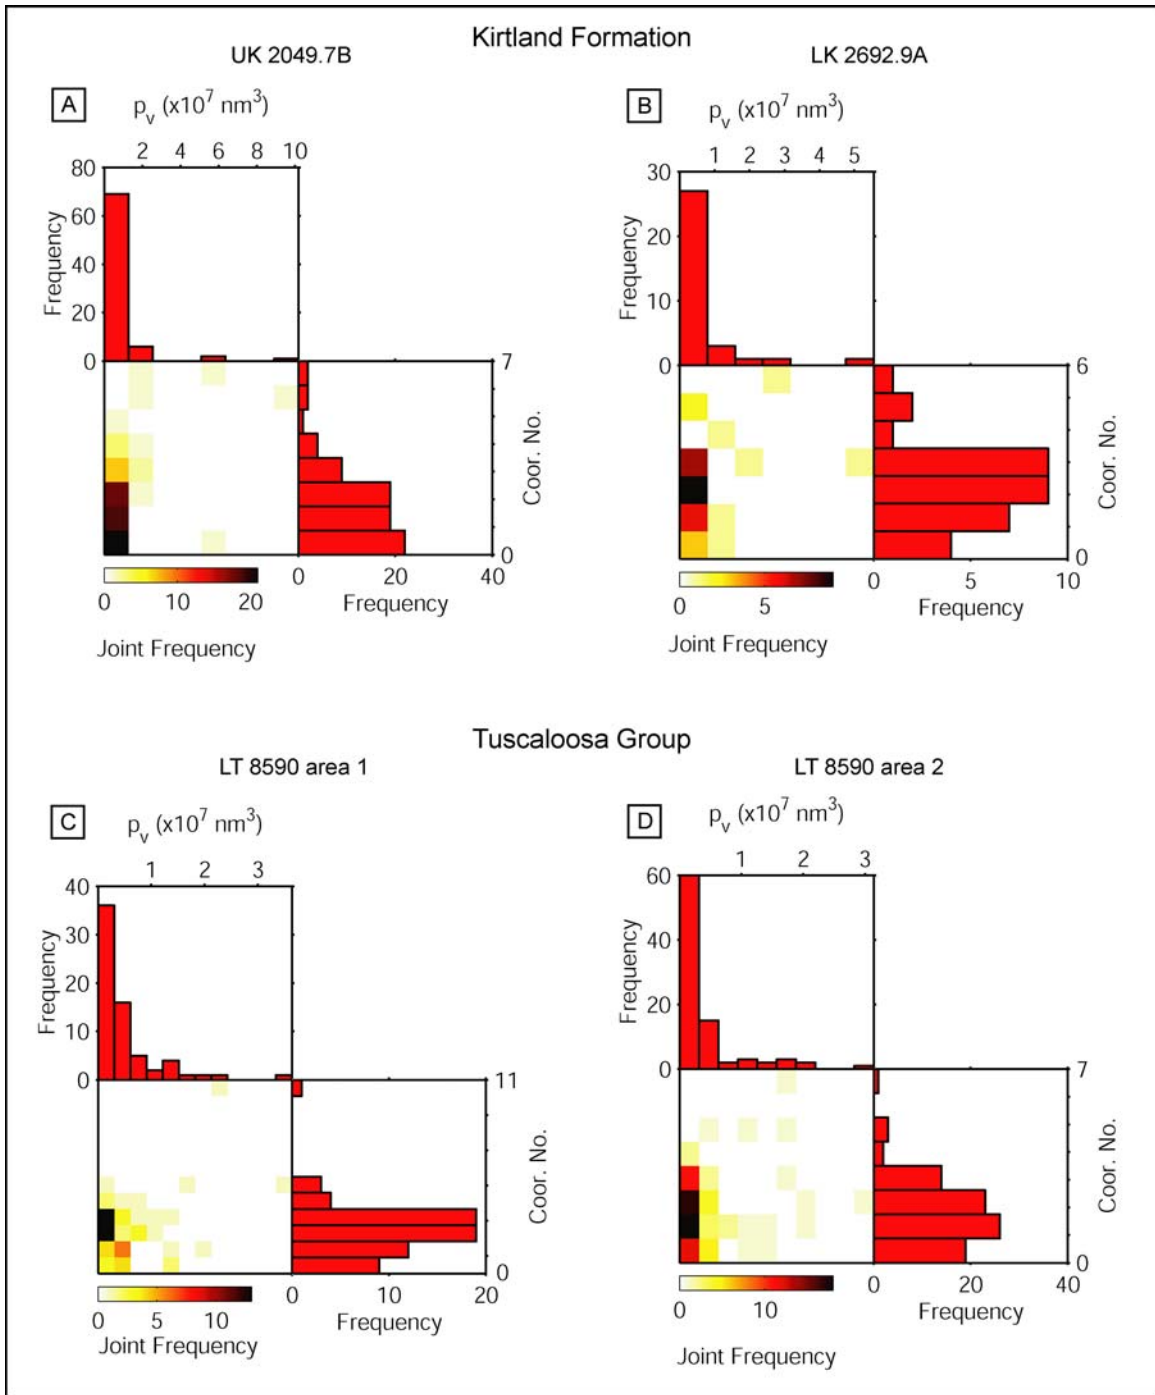 Kirtland Formation
UK 2049.7B
LK 2692.9A
A
p_v (x10^7 nm^3)
2 4 6 8 10
80
60
40
20
0
Frequency
7
0
Coor. No.
0 20 40
Frequency
0 10 20
Joint Frequency
B
p_v (x10^7 nm^3)
1 2 3 4 5
30
20
10
0
Frequency
6
0
Coor. No.
0 5 10
Frequency
0 5
Joint Frequency
Tuscaloosa Group
LT 8590 area 1
LT 8590 area 2
C
p_v (x10^7 nm^3)
1 2 3
40
30
20
10
0
Frequency
11
0
Coor. No.
0 10 20
Frequency
0 5 10
Joint Frequency
D
p_v (x10^7 nm^3)
1 2 3
60
40
20
0
Frequency
7
0
Coor. No.
0 20 40
Frequency
0 10
Joint Frequency